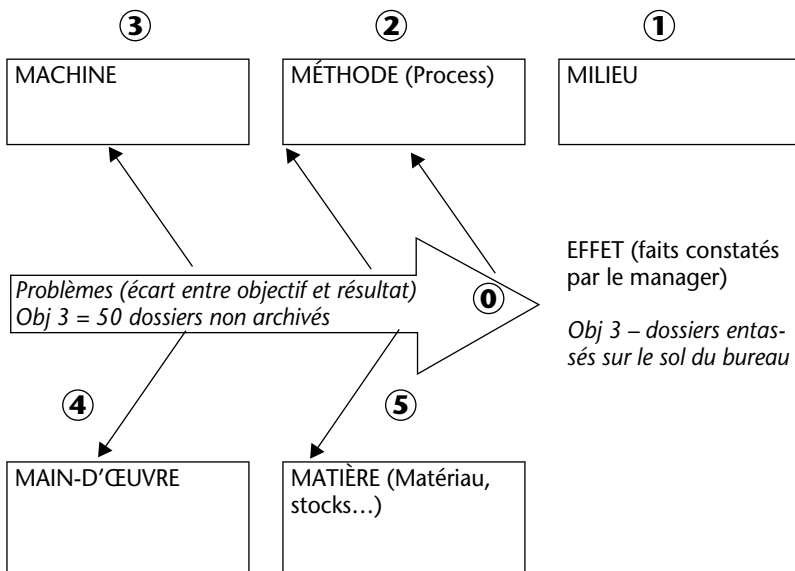 ③ ② ①
MACHINE
MÉTHODE (Process)
MILIEU
EFFET (faits constatés
par le manager)
Problèmes (écart entre objectif et résultat)
Obj 3 = 50 dossiers non archivés
⓪
Obj 3 – dossiers entas-
sés sur le sol du bureau
④ ⑤
MAIN-D'ŒUVRE
MATIÈRE (Matériau,
stocks…)